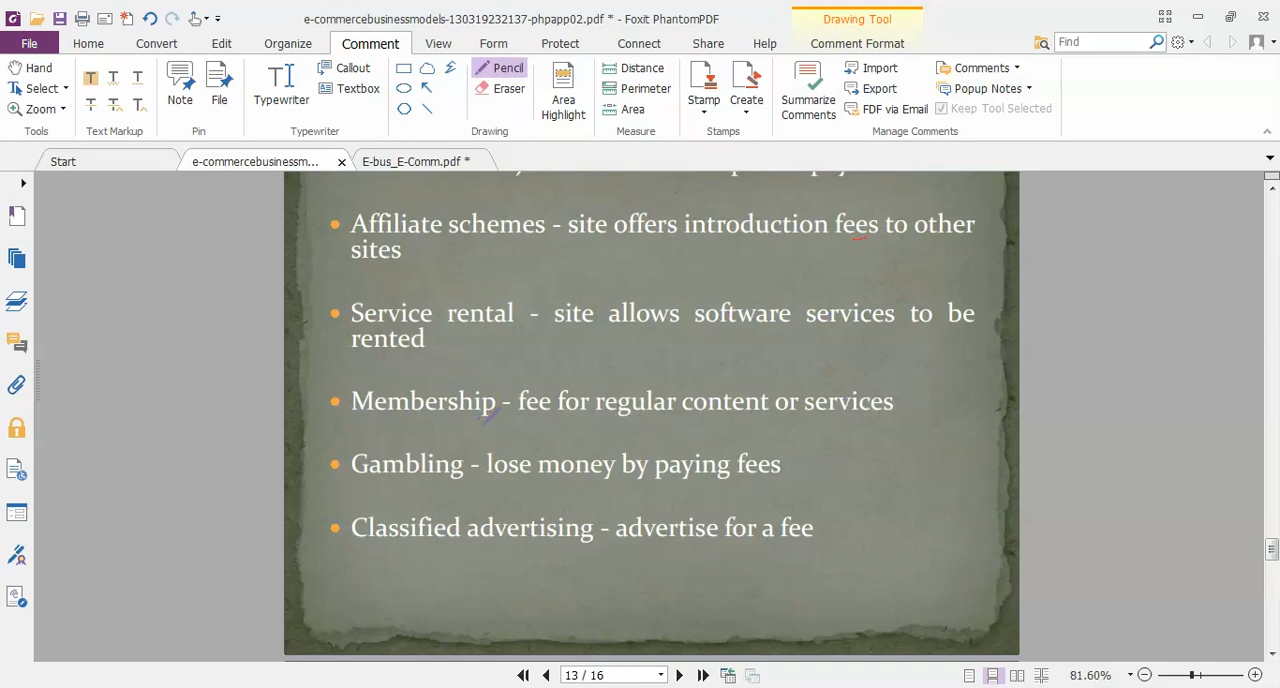 e-commercebusinessmodels-130319232137-phpapp02.pdf * - Foxit PhantomPDF
Drawing Tool
File Home Convert Edit Organize Comment View Form Protect Connect Share Help Comment Format
Find
Hand
Select
Zoom
Tools
Text Markup
Note
File
Pin
Typewriter
Callout
Textbox
Typewriter
Pencil
Eraser
Drawing
Area
Highlight
Distance
Perimeter
Area
Measure
Stamp
Create
Stamps
Summarize
Comments
Import
Export
FDF via Email
Comments
Popup Notes
Keep Tool Selected
Manage Comments
Start
e-commercebusinessm...
E-bus_E-Comm.pdf *
Affiliate schemes - site offers introduction fees to other
sites
Service rental - site allows software services to be
rented
Membership - fee for regular content or services
Gambling - lose money by paying fees
Classified advertising - advertise for a fee
13 / 16
81.60%